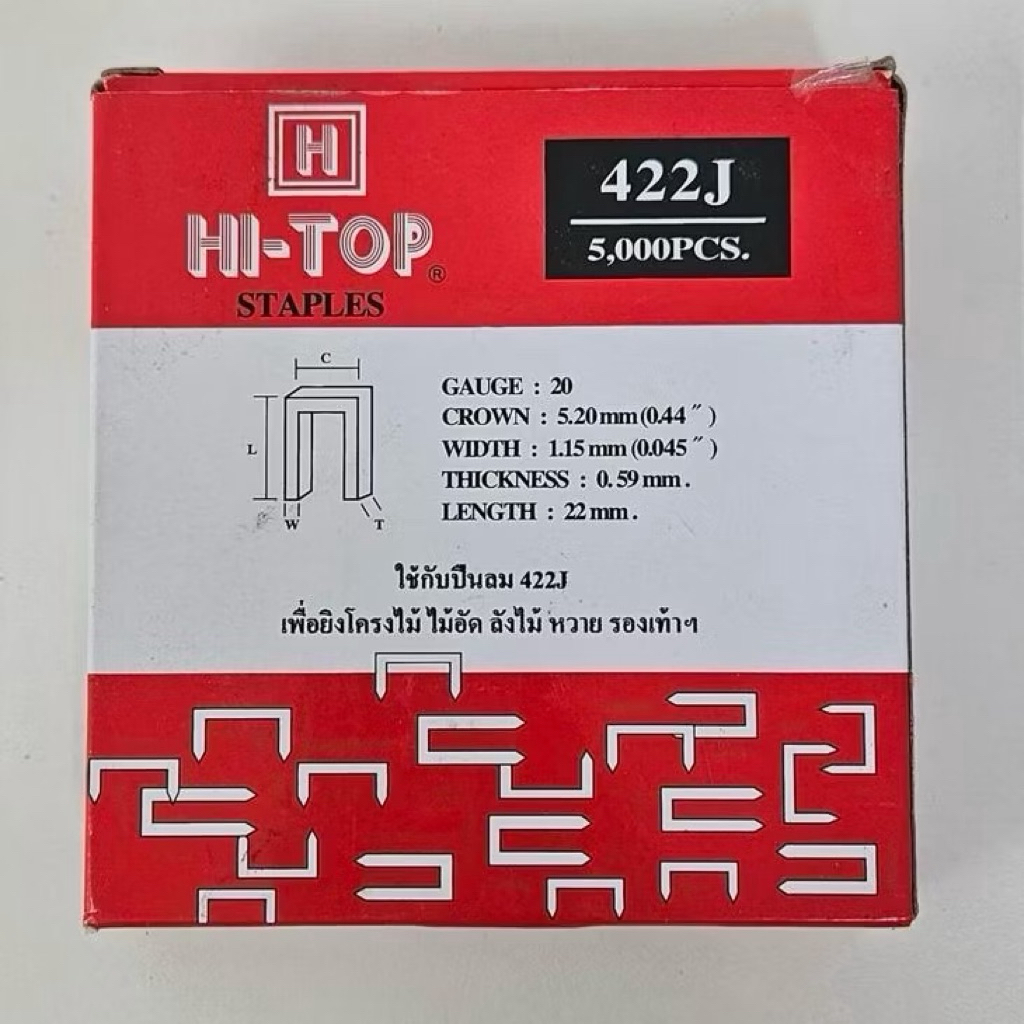 H
HI-TOP®
STAPLES
422J
5,000PCS.
C
L
W
T
GAUGE : 20
CROWN : 5.20 mm (0.44 ″ )
WIDTH : 1.15 mm (0.045 ″ )
THICKNESS : 0. 59 mm .
LENGTH : 22 mm .
ใช้กับปืนลม 422J
เพื่อยิงโครงไม้ ไม้อัด ลังไม้ หวาย รองเท้าฯ